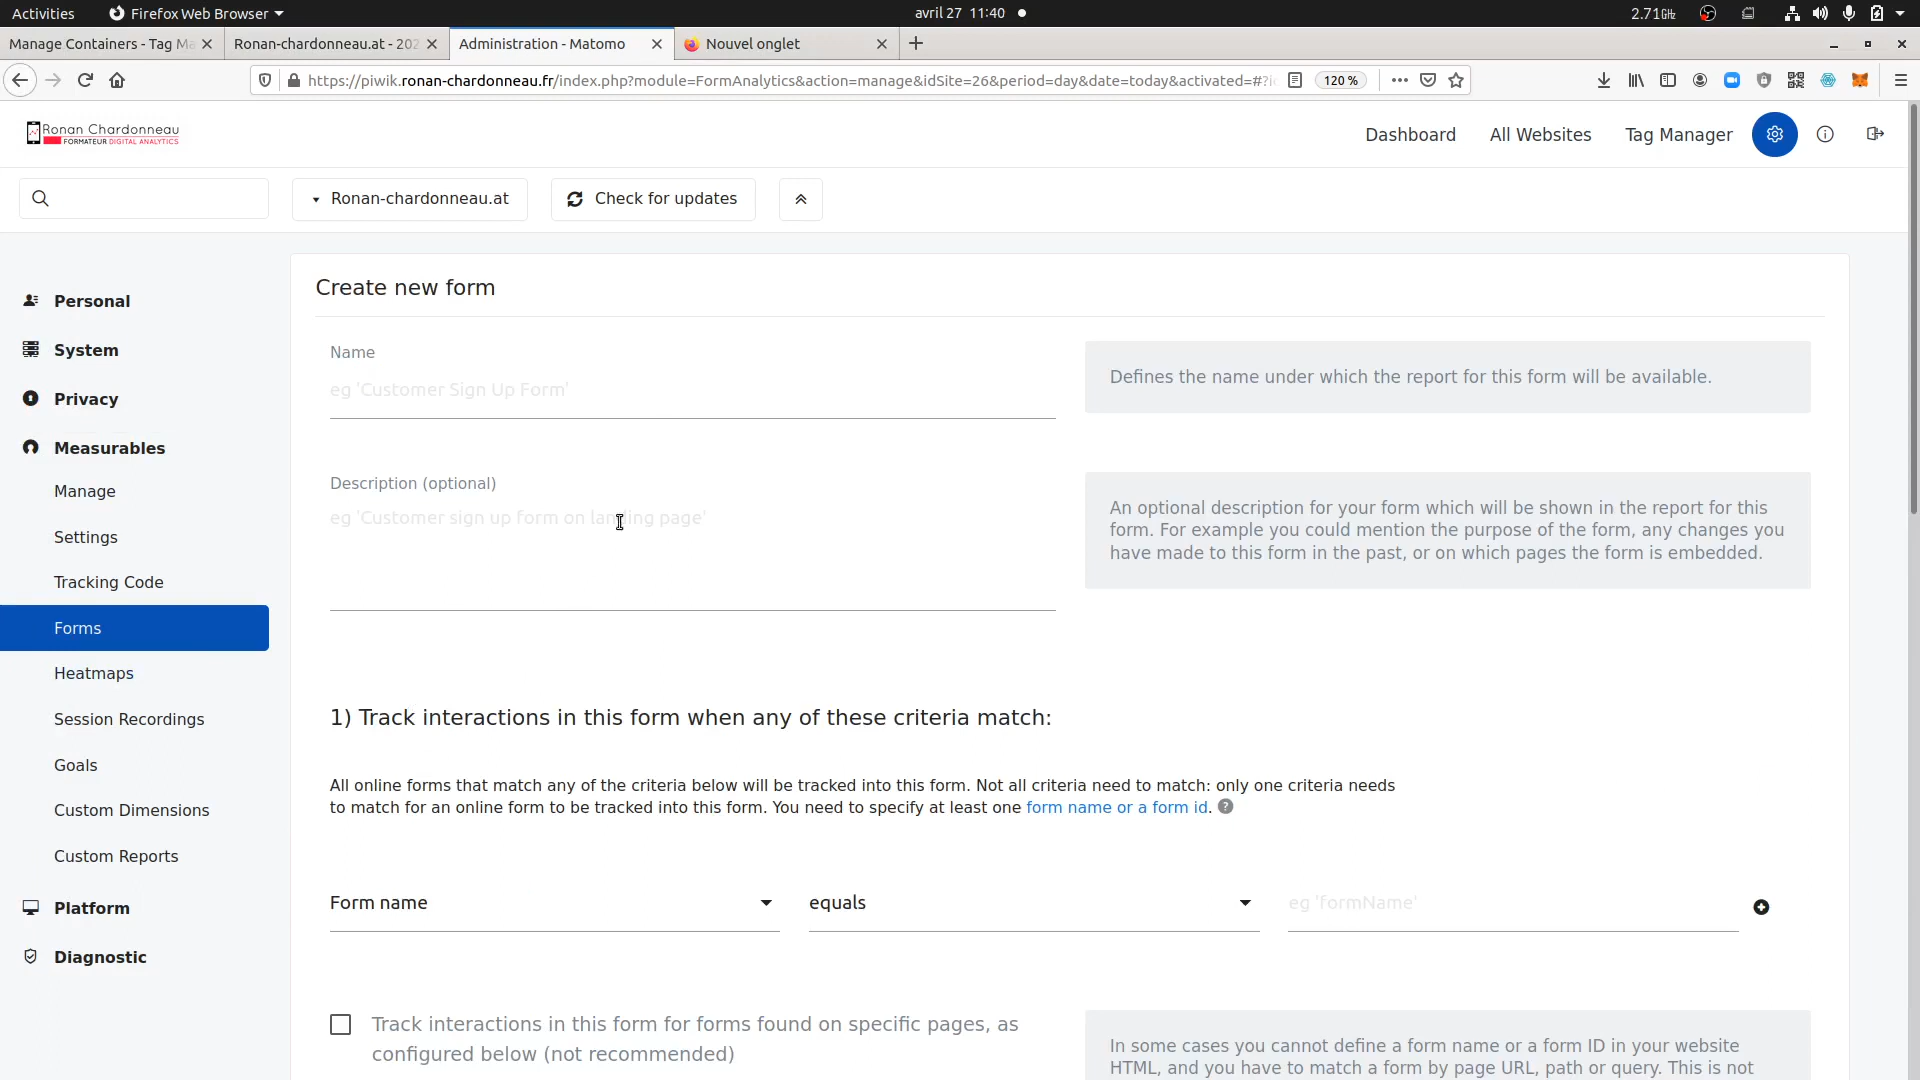 Activities
Firefox Web Browser
avril 27 11:40
2.71GHz
Manage Containers - Tag Ma
Ronan-chardonneau.at - 202
Administration - Matomo
Nouvel onglet
https://piwik.ronan-chardonneau.fr/index.php?module=FormAnalytics&action=manage&idSite=26&period=day&date=today&activated=#?i
120 %
Ronan Chardonneau
FORMATEUR DIGITAL ANALYTICS
Dashboard
All Websites
Tag Manager
Ronan-chardonneau.at
Check for updates
Personal
System
Privacy
Measurables
Manage
Settings
Tracking Code
Forms
Heatmaps
Session Recordings
Goals
Custom Dimensions
Custom Reports
Platform
Diagnostic
Create new form
Name
eg 'Customer Sign Up Form'
Defines the name under which the report for this form will be available.
Description (optional)
eg 'Customer sign up form on landing page'
An optional description for your form which will be shown in the report for this
form. For example you could mention the purpose of the form, any changes you
have made to this form in the past, or on which pages the form is embedded.
1) Track interactions in this form when any of these criteria match:
All online forms that match any of the criteria below will be tracked into this form. Not all criteria need to match: only one criteria needs
to match for an online form to be tracked into this form. You need to specify at least one form name or a form id.
Form name
equals
eg 'FormName'
Track interactions in this form for forms found on specific pages, as
configured below (not recommended)
In some cases you cannot define a form name or a form ID in your website
HTML, and you have to match a form by page URL, path or query. This is not